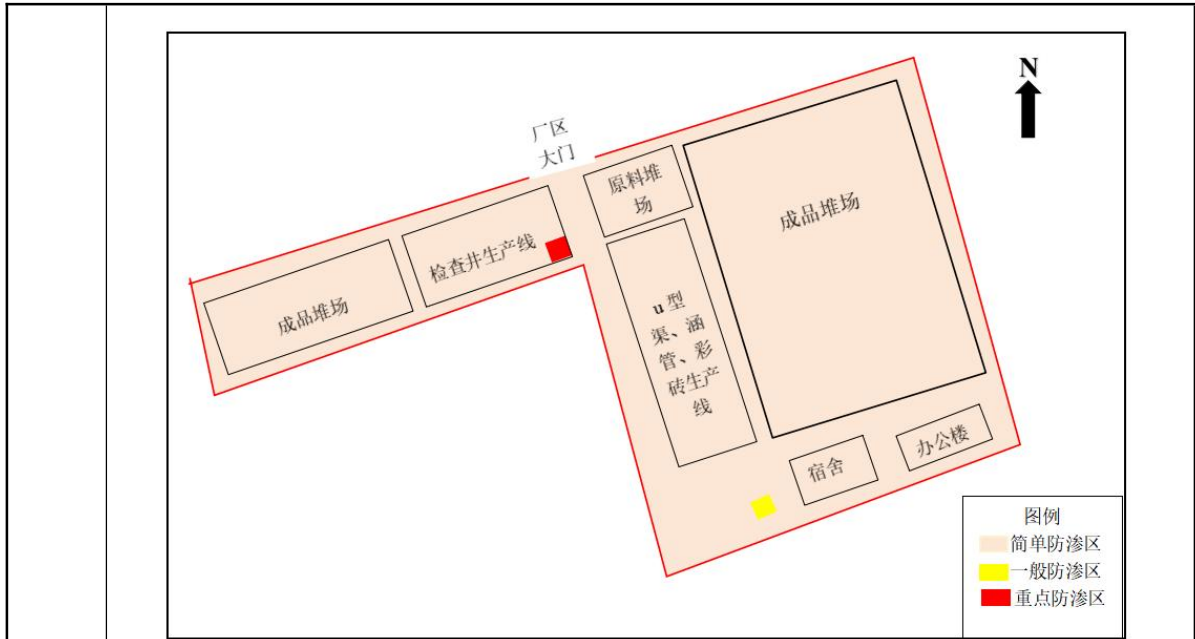 N
厂区
大门
原料堆
场
成品堆场
检查井生产线
成品堆场
u 型
渠、涵
管、彩
砖生产
线
办公楼
宿舍
图例
简单防渗区
一般防渗区
重点防渗区